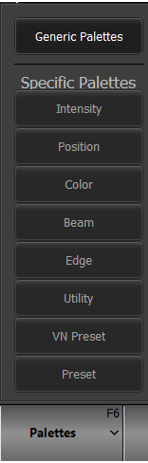 Generic Palettes
Specific Palettes
Intensity
Position
Color
Beam
Edge
Utility
VN Preset
Preset
F6
Palettes